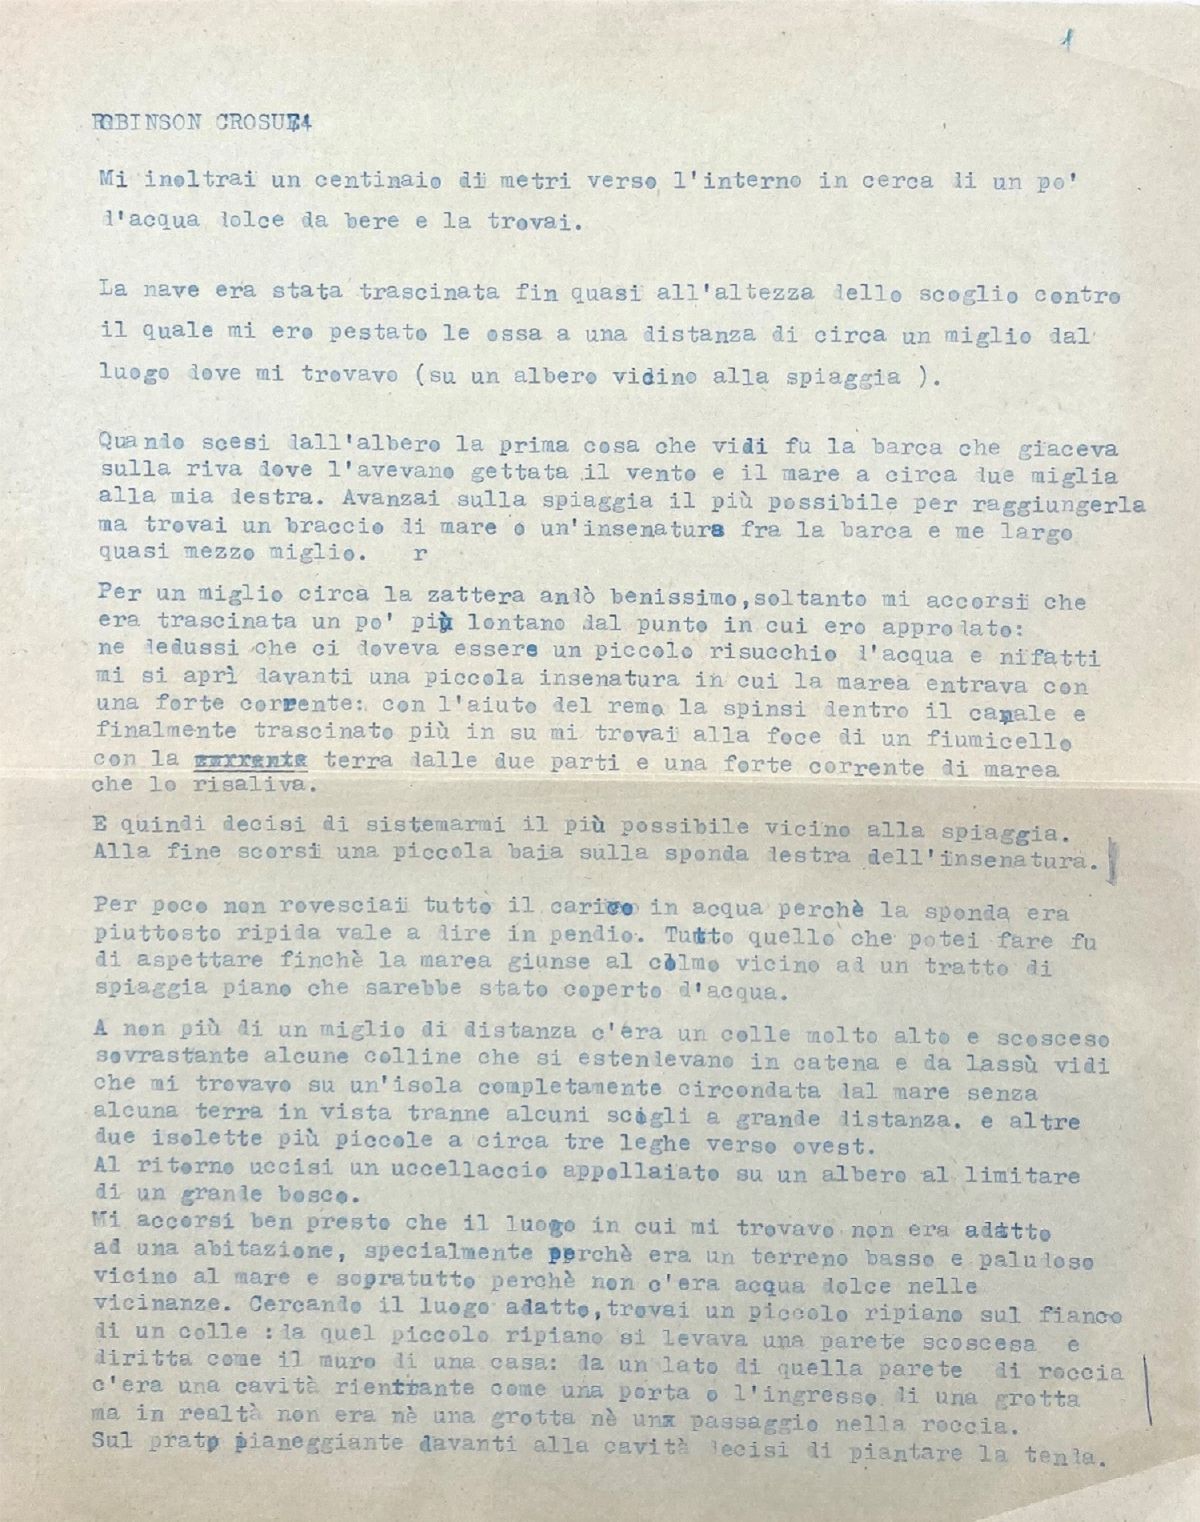 1
ROBINSON CROSUE
Mi inoltrai un centinaio di metri verso l'interno in cerca di un po'
d'acqua dolce da bere e la trovai.
La nave era stata trascinata fin quasi all'altezza dello scoglio contro
il quale mi ero pestato le ossa a una distanza di circa un miglio dal
luogo dove mi trovavo (su un albero vidino alla spiaggia ).
Quando scesi dall'albero la prima cosa che vidi fu la barca che giaceva
sulla riva dove l'avevano gettata il vento e il mare a circa due miglia
alla mia destra. Avanzai sulla spiaggia il più possibile per raggiungerla
ma trovai un braccio di mare o un'insenatura fra la barca e me largo
quasi mezzo miglio. r
Per un miglio circa la zattera andò benissimo,soltanto mi accorsi che
era trascinata un po' più lontano dal punto in cui ero approdato:
ne dedussi che ci doveva essere un piccolo risucchio d'acqua e nifatti
mi si aprì davanti una piccola insenatura in cui la marea entrava con
una forte corrente: con l'aiuto del remo la spinsi dentro il canale e
finalmente trascinato più in su mi trovai alla foce di un fiumicello
con la corrente terra dalle due parti e una forte corrente di marea
che lo risaliva.
E quindi decisi di sistemarmi il più possibile vicino alla spiaggia.
Alla fine scorsi una piccola baia sulla sponda destra dell'insenatura.
Per poco non rovesciai tutto il carico in acqua perchè la sponda era
piuttosto ripida vale a dire in pendio. Tutto quello che potei fare fu
di aspettare finchè la marea giunse al colmo vicino ad un tratto di
spiaggia piano che sarebbe stato coperto d'acqua.
A non più di un miglio di distanza c'era un colle molto alto e scosceso
sovrastante alcune colline che si estendevano in catena e da lassù vidi
che mi trovavo su un'isola completamente circondata dal mare senza
alcuna terra in vista tranne alcuni scogli a grande distanza. e altre
due isolette più piccole a circa tre leghe verso ovest.
Al ritorno uccisi un uccellaccio appollaiato su un albero al limitare
di un grande bosco.
Mi accorsi ben presto che il luogo in cui mi trovavo non era adatto
ad una abitazione, specialmente perchè era un terreno basso e paludoso
vicino al mare e sopratutto perchè non c'era acqua dolce nelle
vicinanze. Cercando il luogo adatto,trovai un piccolo ripiano sul fianco
di un colle :da quel piccolo ripiano si levava una parete scoscesa e
diritta come il muro di una casa: da un lato di quella parete di roccia
c'era una cavità rientrante come una porta o l'ingresso di una grotta
ma in realtà non era nè una grotta nè un passaggio nella roccia.
Sul prato pianeggiante davanti alla cavità decisi di piantare la tenda.